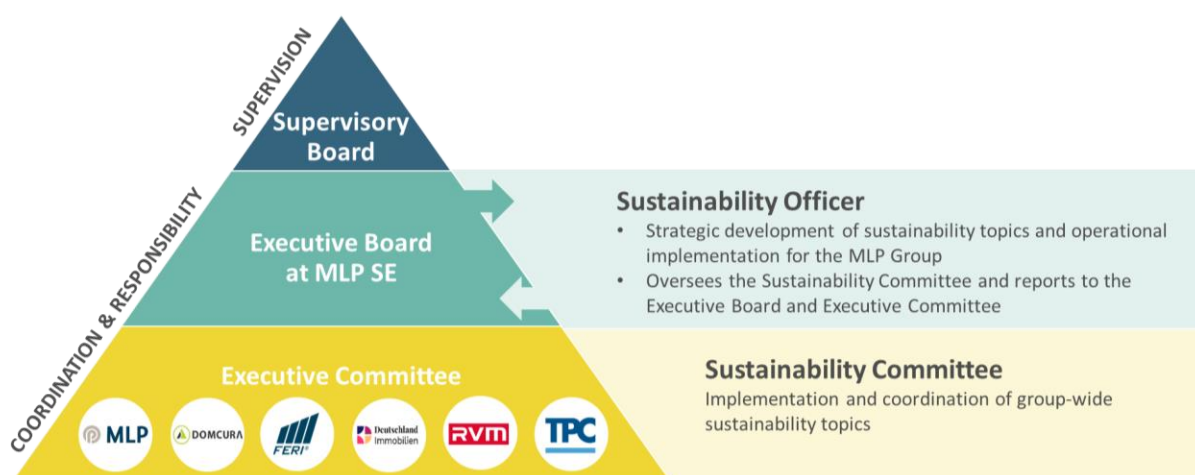 SUPERVISION
Supervisory
Board
COORDINATION & RESPONSIBILITY
Executive Board
at MLP SE
Sustainability Officer
• Strategic development of sustainability topics and operational
implementation for the MLP Group
• Oversees the Sustainability Committee and reports to the
Executive Board and Executive Committee
Executive Committee
MLP
DOMCURA
FERI®
Deutschland
Immobilien
RVM
TPC
Sustainability Committee
Implementation and coordination of group-wide
sustainability topics